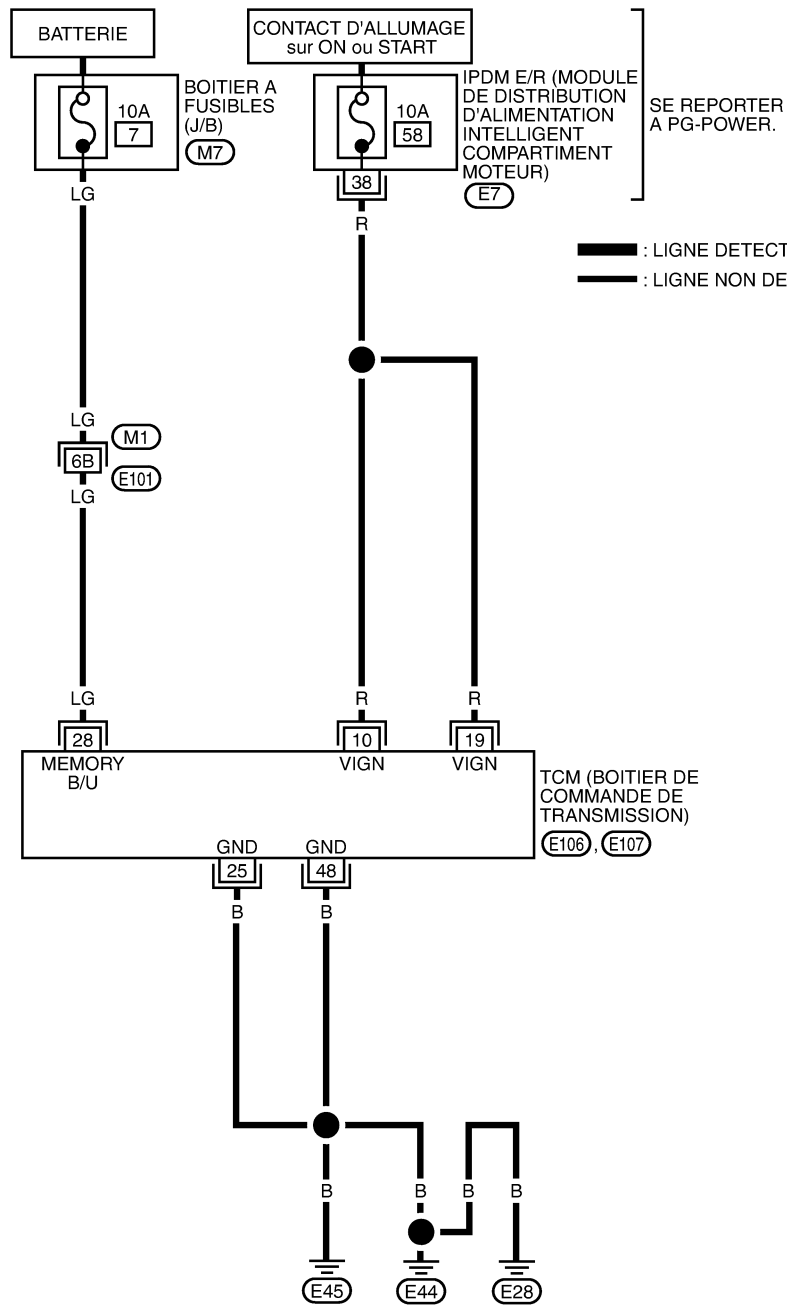 BATTERIE
CONTACT D'ALLUMAGE
sur ON ou START
10A
7
BOITIER A
FUSIBLES
(J/B)
M7
10A
58
IPDM E/R (MODULE
DE DISTRIBUTION
D'ALIMENTATION
INTELLIGENT
COMPARTIMENT
MOTEUR)
E7
SE REPORTER
A PG-POWER.
38
LG
R
: LIGNE DETECT
: LIGNE NON DE
LG
M1
6B
E101
LG
LG
R
R
28
10
19
MEMORY
B/U
VIGN
VIGN
TCM (BOITIER DE
COMMANDE DE
TRANSMISSION)
E106 , E107
GND
GND
25
48
B
B
B
B
B
B
E45
E44
E28